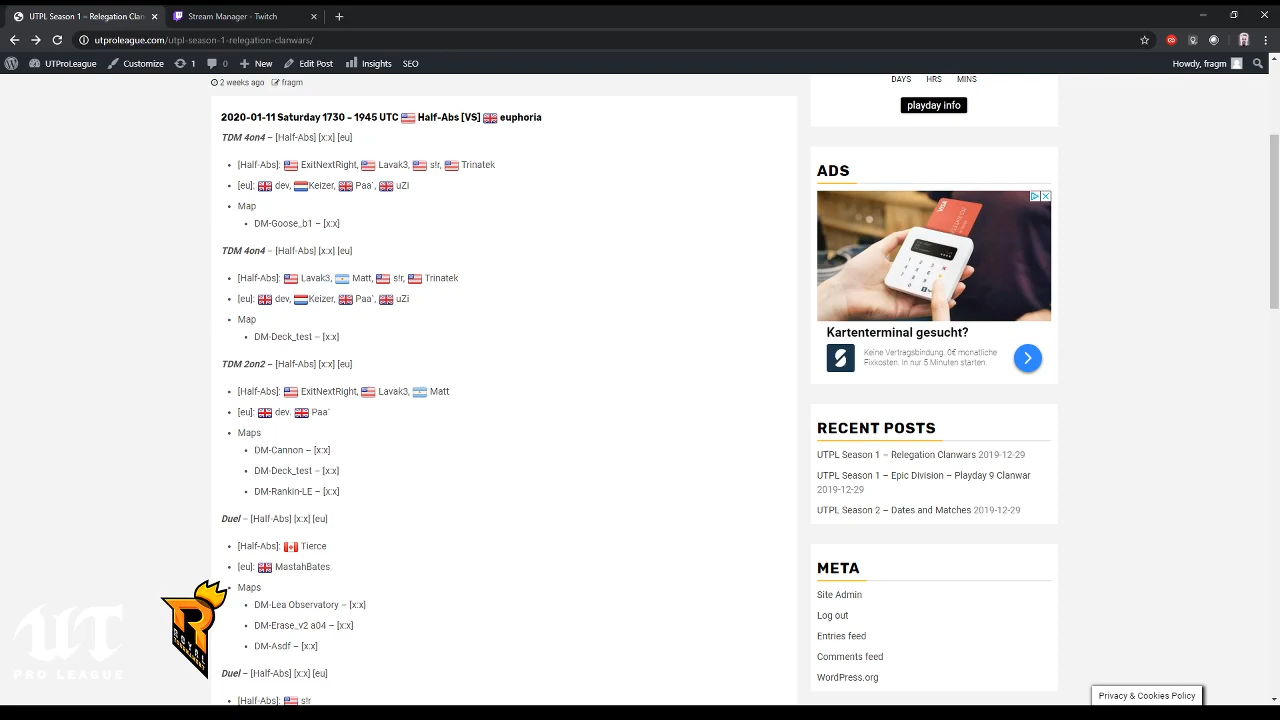 UTPL Season 1 – Relegation Clan
Stream Manager - Twitch
utproleague.com/utpl-season-1-relegation-clanwars/
UTProLeague Customize 1 New Edit Post Insights SEO Howdy, fragm
2 weeks ago fragm
2020-01-11 Saturday 1730 – 1945 UTC Half-Abs [VS] euphoria
TDM 4on4 – [Half-Abs] [x:x] [eu]
[Half-Abs]: ExitNextRight, Lavak3, s!r, Trinatek
[eu]: dev, Keizer, Paa`, uZi
Map
DM-Goose_b1 – [x:x]
TDM 4on4 – [Half-Abs] [x:x] [eu]
[Half-Abs]: Lavak3, Matt, s!r, Trinatek
[eu]: dev, Keizer, Paa`, uZi
Map
DM-Deck_test – [x:x]
TDM 2on2 – [Half-Abs] [x:x] [eu]
[Half-Abs]: ExitNextRight, Lavak3, Matt
[eu]: dev. Paa`
Maps
DM-Cannon – [x:x]
DM-Deck_test – [x:x]
DM-Rankin-LE – [x:x]
Duel – [Half-Abs] [x:x] [eu]
[Half-Abs]: Tierce
[eu]: MastahBates
Maps
DM-Lea Observatory – [x:x]
DM-Erase_v2 a04 – [x:x]
DM-Asdf – [x:x]
Duel – [Half-Abs] [x:x] [eu]
[Half-Abs]: s!r
UT
PRO LEAGUE
R
ROYAL
TOURNAMENT
DAYS HRS MINS
playday info
ADS
VISA
Kartenterminal gesucht?
Keine Vertragsbindung. 0€ monatliche
Fixkosten. In nur 5 Minuten starten.
RECENT POSTS
UTPL Season 1 – Relegation Clanwars 2019-12-29
UTPL Season 1 – Epic Division – Playday 9 Clanwar
2019-12-29
UTPL Season 2 – Dates and Matches 2019-12-29
META
Site Admin
Log out
Entries feed
Comments feed
WordPress.org
Privacy & Cookies Policy